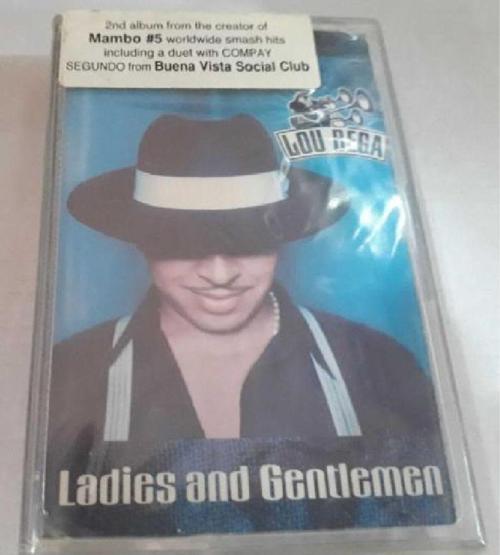 2nd album from the creator of
Mambo #5 worldwide smash hits
including a duet with COMPAY
SEGUNDO from Buena Vista Social Club
LOU BEGA
Ladies and Gentlemen